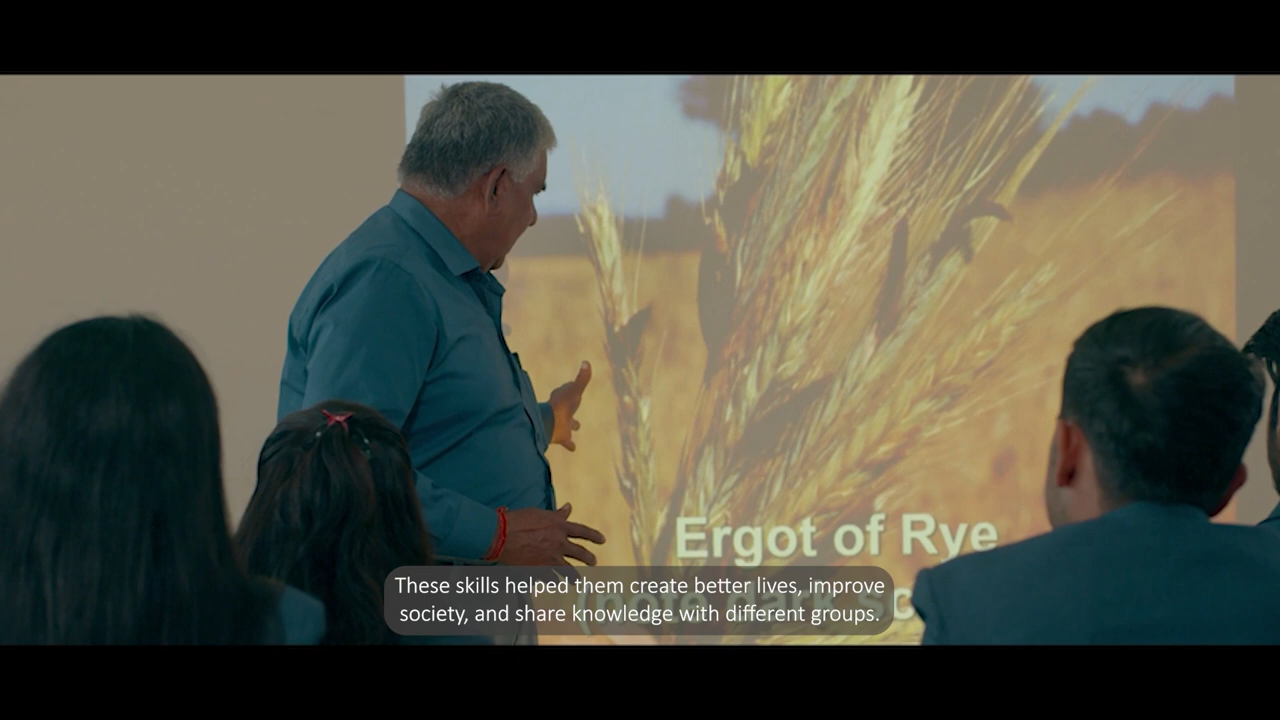 Ergot of Rye
These skills helped them create better lives, improve
society, and share knowledge with different groups.